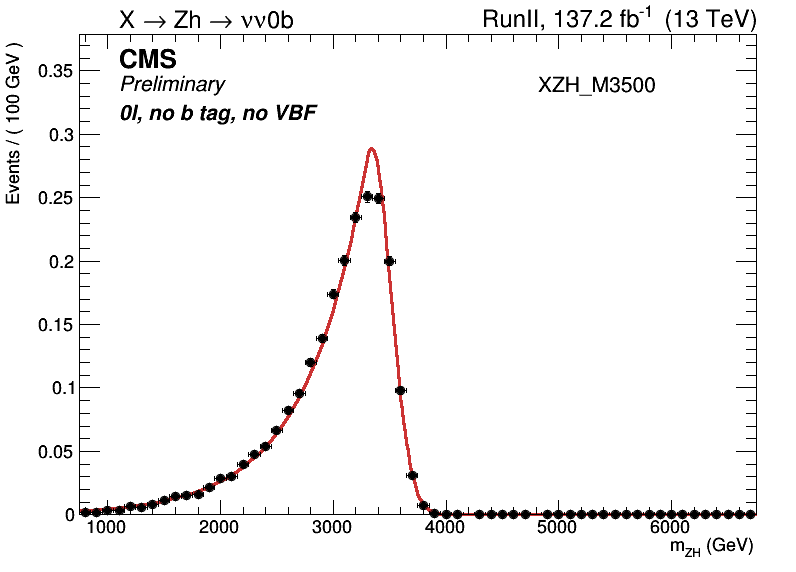 X → Zh → νν0b
RunII, 137.2 fb-1 (13 TeV)
CMS
Preliminary
0l, no b tag, no VBF
XZH_M3500
Events / ( 100 GeV )
0.35
0.3
0.25
0.2
0.15
0.1
0.05
0
1000 2000 3000 4000 5000 6000
mZH (GeV)